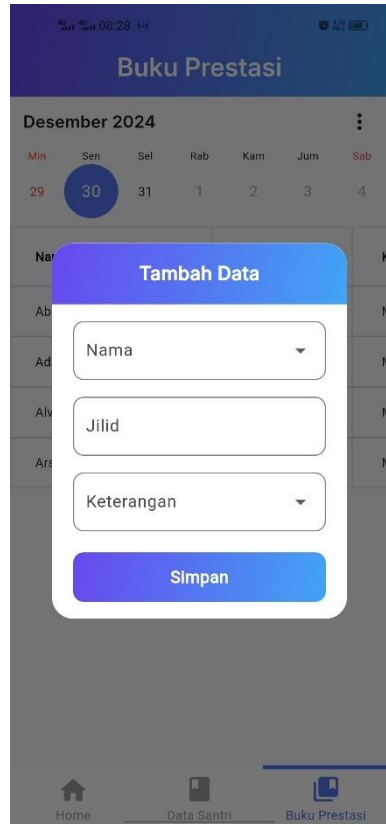 08:28
Buku Prestasi
Desember 2024
Min Sen Sel Rab Kam Jum Sab
29 30 31 1 2 3 4
Tambah Data
Nama
Jilid
Keterangan
Simpan
Home Data Santri Buku Prestasi